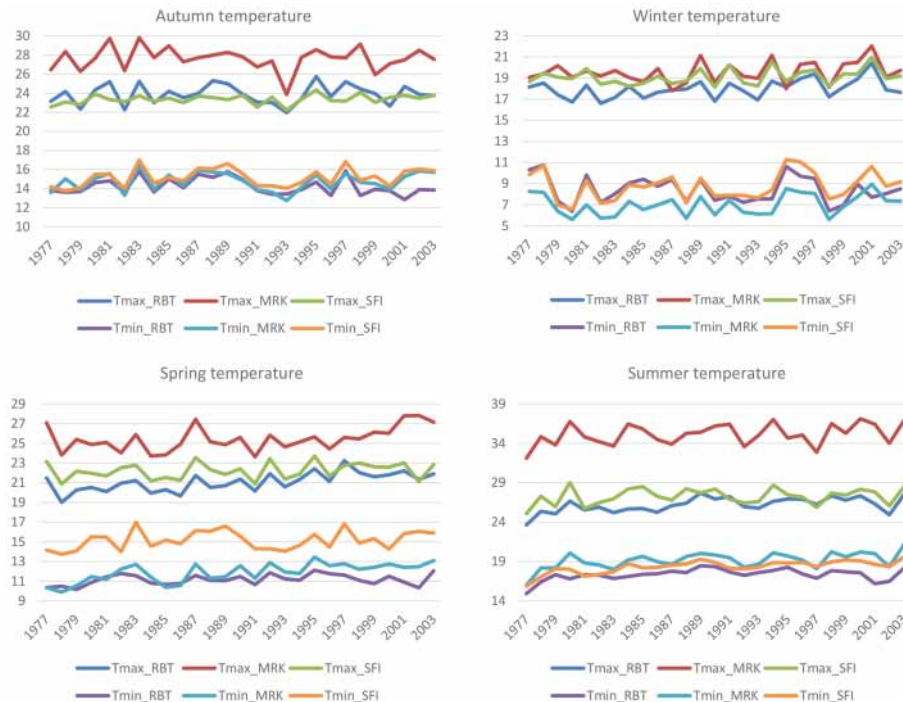 Autumn temperature
30
28
26
24
22
20
18
16
14
12
10
1977 1979 1981 1983 1985 1987 1989 1991 1993 1995 1997 1999 2001 2003
Tmax_RBT Tmax_MRK Tmax_SFI
Tmin_RBT Tmin_MRK Tmin_SFI
Winter temperature
23
21
19
17
15
13
11
9
7
5
1977 1979 1981 1983 1985 1987 1989 1991 1993 1995 1997 1999 2001 2003
Tmax_RBT Tmax_MRK Tmax_SFI
Tmin_RBT Tmin_MRK Tmin_SFI
Spring temperature
29
27
25
23
21
19
17
15
13
11
9
1977 1979 1981 1983 1985 1987 1989 1991 1993 1995 1997 1999 2001 2003
Tmax_RBT Tmax_MRK Tmax_SFI
Tmin_RBT Tmin_MRK Tmin_SFI
Summer temperature
39
34
29
24
19
14
1977 1979 1981 1983 1985 1987 1989 1991 1993 1995 1997 1999 2001 2003
Tmax_RBT Tmax_MRK Tmax_SFI
Tmin_RBT Tmin_MRK Tmin_SFI